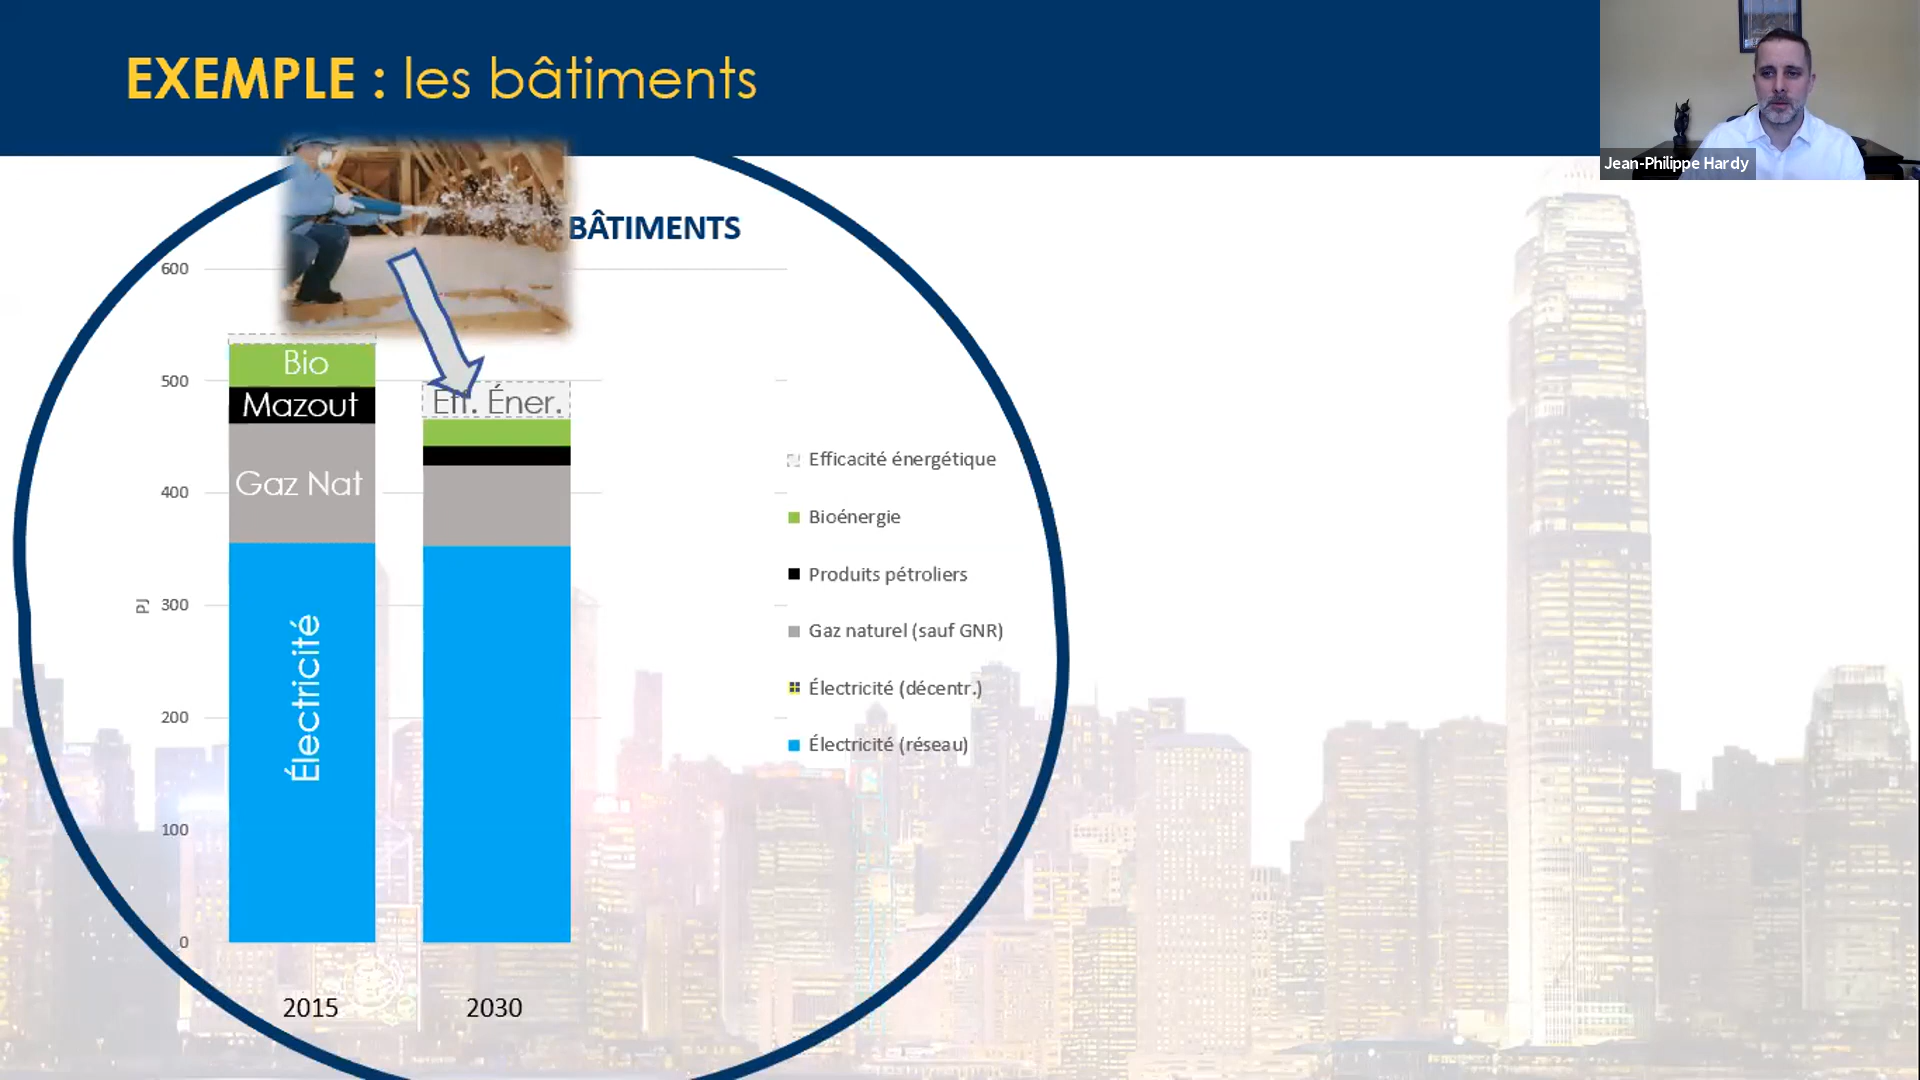 EXEMPLE : les bâtiments
Jean-Philippe Hardy
BÂTIMENTS
600
500
400
300
200
100
0
PJ
Bio
Mazout
Gaz Nat
Électricité
Eff. Éner.
Efficacité énergétique
Bioénergie
Produits pétroliers
Gaz naturel (sauf GNR)
Électricité (décentr.)
Électricité (réseau)
2015
2030